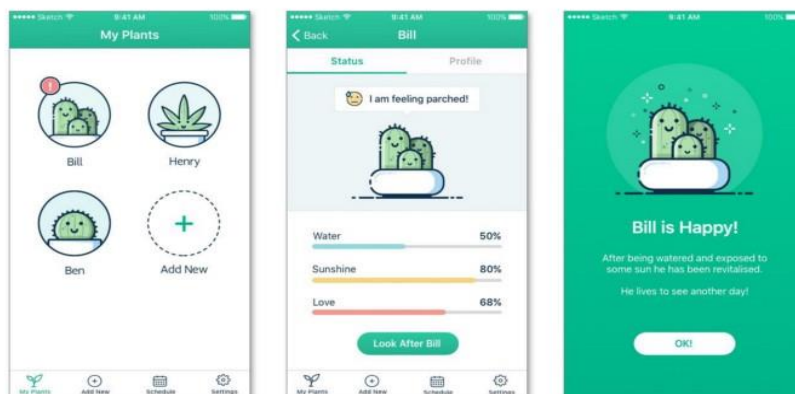 Sketch 9:41 AM 100%
My Plants
!
Bill
Henry
Ben
+
Add New
My Plants Add New Schedule Settings
Sketch 9:41 AM 100%
Back Bill
Status Profile
I am feeling parched!
Water 50%
Sunshine 80%
Love 68%
Look After Bill
My Plants Add New Schedule Settings
Sketch 9:41 AM 100%
Bill is Happy!
After being watered and exposed to
some sun he has been revitalised.
He lives to see another day!
OK!